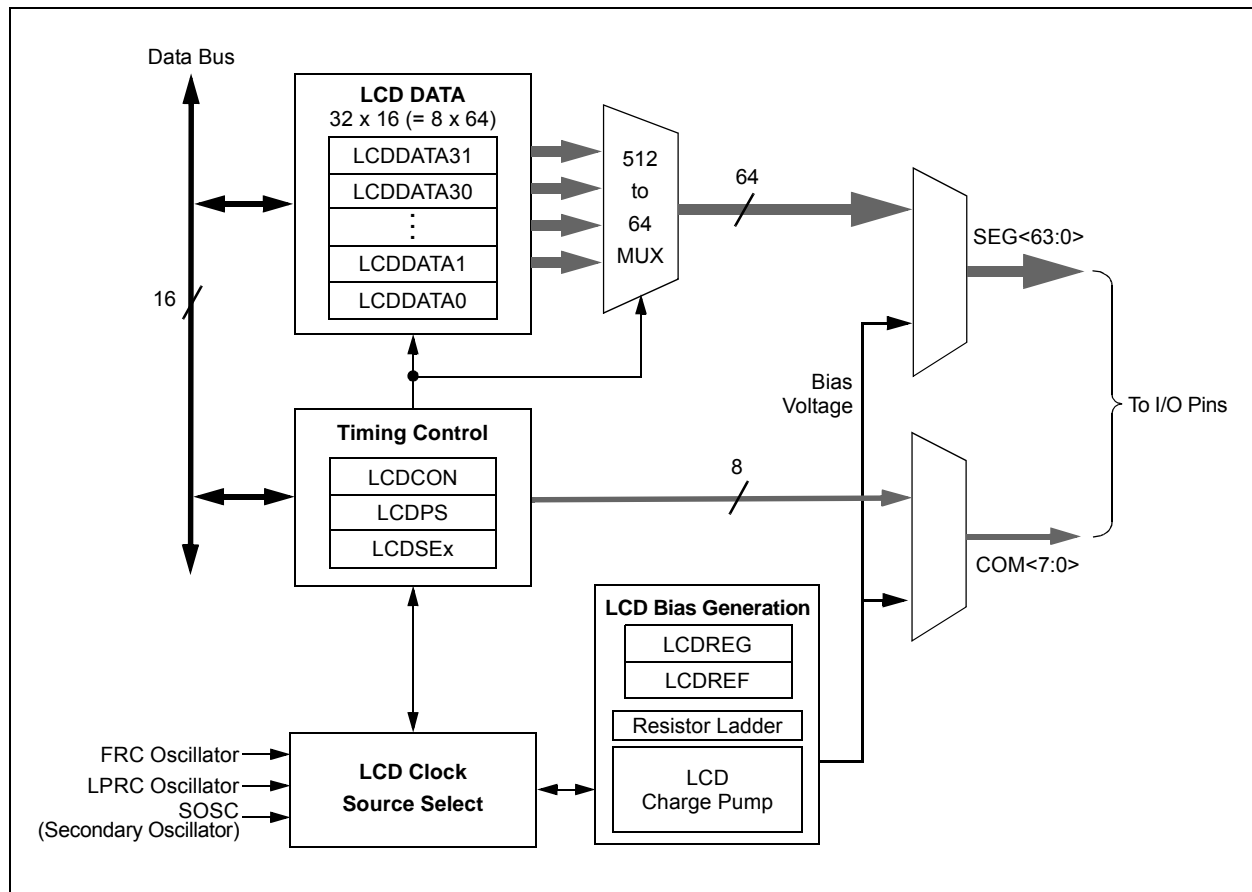 Data Bus
16
LCD DATA
32 x 16 (= 8 x 64)
LCDDATA31
LCDDATA30
LCDDATA1
LCDDATA0
512
to
64
MUX
64
SEG<63:0>
Bias
Voltage
To I/O Pins
Timing Control
LCDCON
LCDPS
LCDSEx
8
COM<7:0>
LCD Bias Generation
LCDREG
LCDREF
Resistor Ladder
LCD
Charge Pump
FRC Oscillator
LPRC Oscillator
SOSC
(Secondary Oscillator)
LCD Clock
Source Select